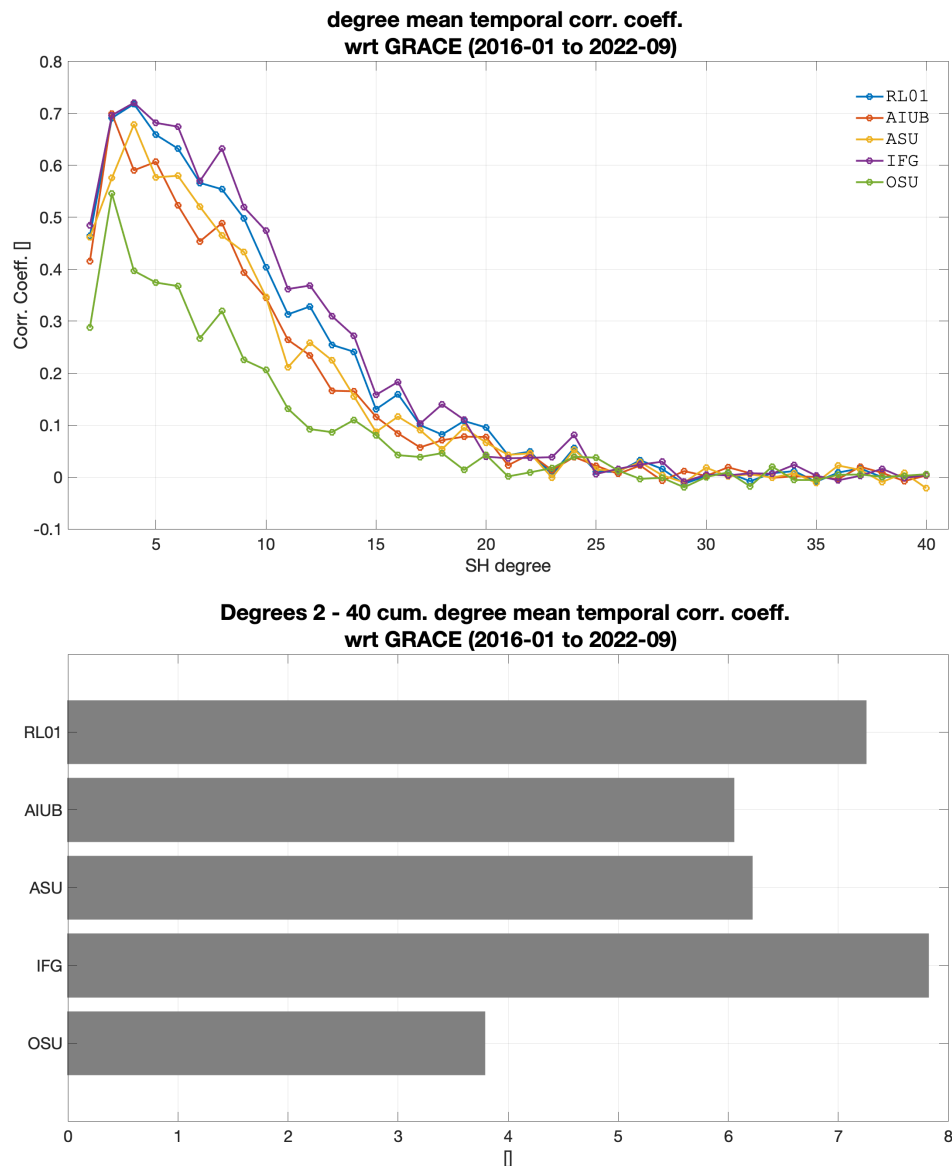 degree mean temporal corr. coeff.
wrt GRACE (2016-01 to 2022-09)
0.8
0.7
0.6
0.5
0.4
0.3
0.2
0.1
0
-0.1
Corr. Coeff. []
RL01
AIUB
ASU
IFG
OSU
5 10 15 20 25 30 35 40
SH degree
Degrees 2 - 40 cum. degree mean temporal corr. coeff.
wrt GRACE (2016-01 to 2022-09)
RL01
AIUB
ASU
IFG
OSU
0 1 2 3 4 5 6 7 8
[]